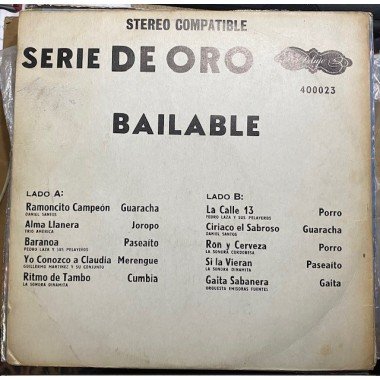 STEREO COMPATIBLE
SERIE DE ORO
400023
BAILABLE
LADO A:
Ramoncito Campeón Guaracha
DANIEL SANTOS
Alma Llanera Joropo
TRIO AMERICA
Baranoa Paseaito
PEDRO LAZA Y SUS PELAYEROS
Yo Conozco a Claudia Merengue
GUILLERMO MARTINEZ Y SU CONJUNTO
Ritmo de Tambo Cumbia
LA SONORA DINAMITA
LADO B:
La Calle 13 Porro
PEDRO LAZA Y SUS PELAYEROS
Ciriaco el Sabroso Guaracha
DANIEL SANTOS
Ron y Cerveza Porro
LA SONORA CORDOBESA
Si la Vieran Paseaito
LA SONORA DINAMITA
Gaita Sabanera Gaita
ORQUESTA EMISORAS FUENTES